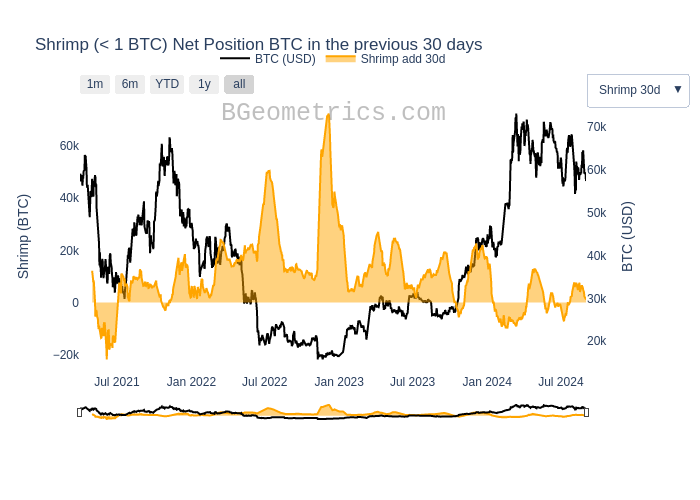 Shrimp (< 1 BTC) Net Position BTC in the previous 30 days
BTC (USD) Shrimp add 30d
1m 6m YTD 1y all
Shrimp 30d ▼
BGeometrics.com
60k
40k
20k
0
−20k
Shrimp (BTC)
70k
60k
50k
40k
30k
20k
BTC (USD)
Jul 2021 Jan 2022 Jul 2022 Jan 2023 Jul 2023 Jan 2024 Jul 2024